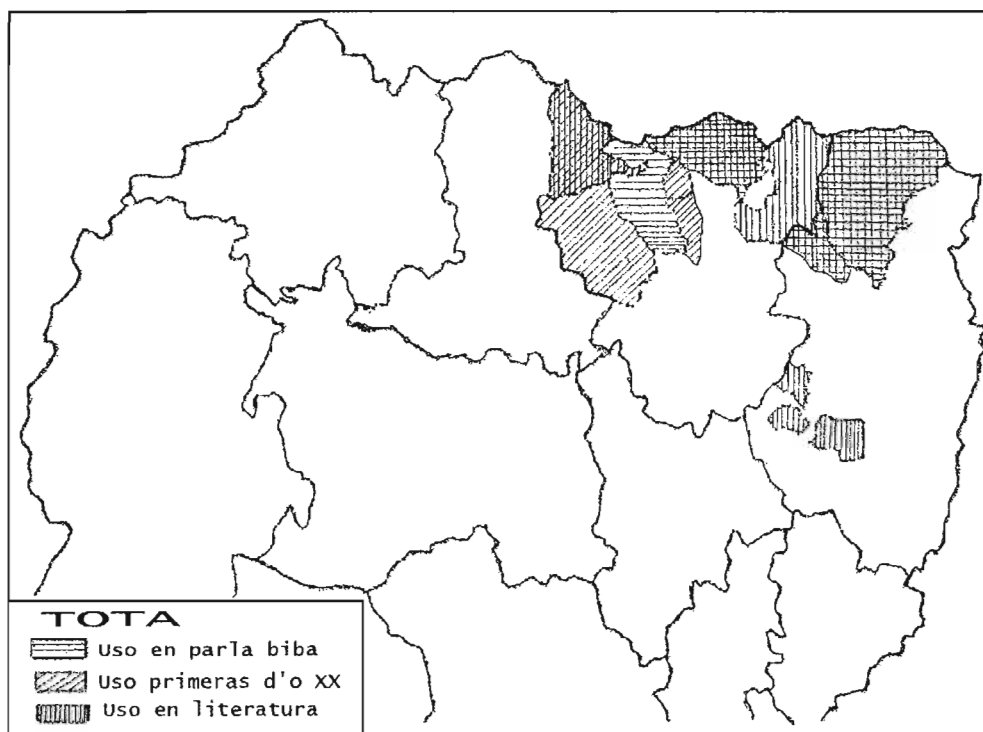 TOTA
Uso en parla biba
Uso primeras d'o XX
Uso en literatura